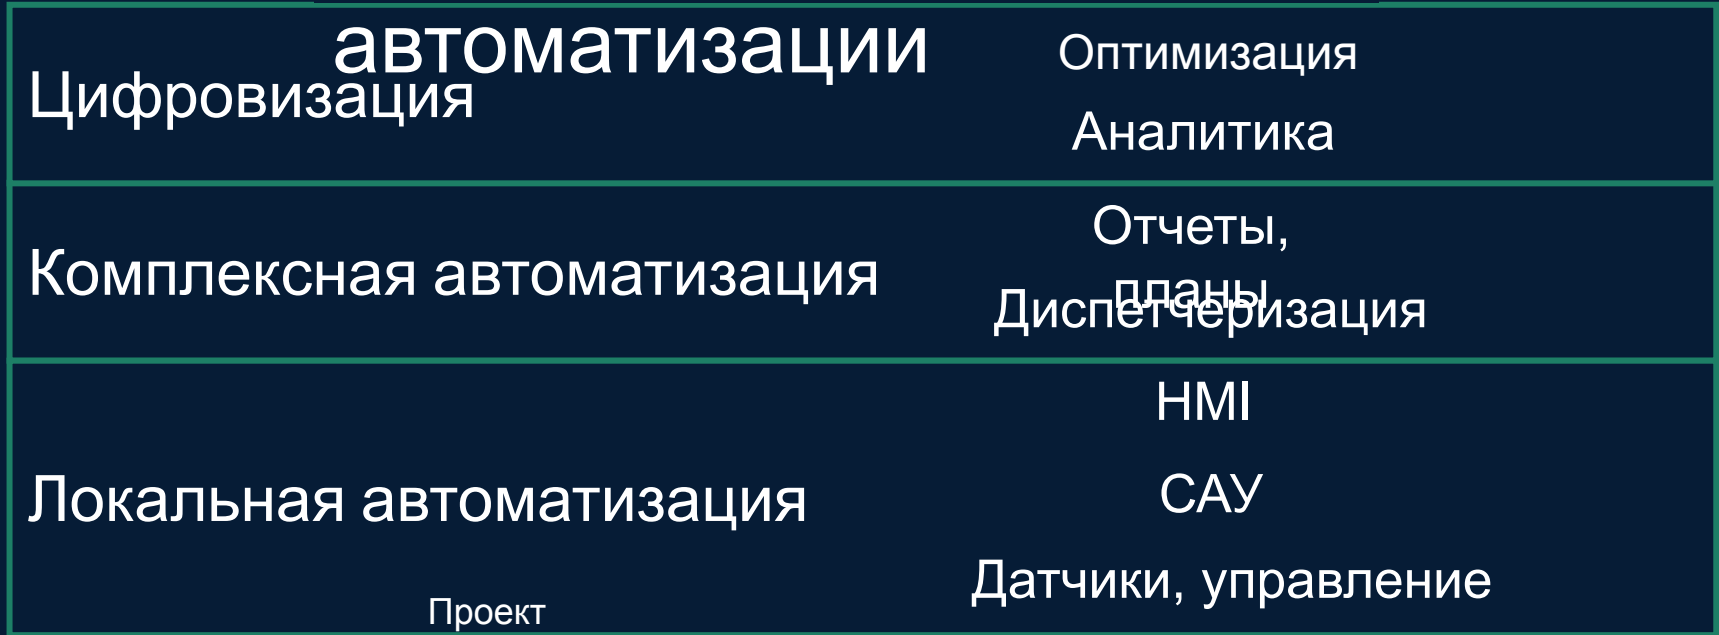 автоматизации
Оптимизация
Цифровизация
Аналитика
Отчеты,
планы
Комплексная автоматизация
Диспетчеризация
HMI
САУ
Локальная автоматизация
Датчики, управление
Проект